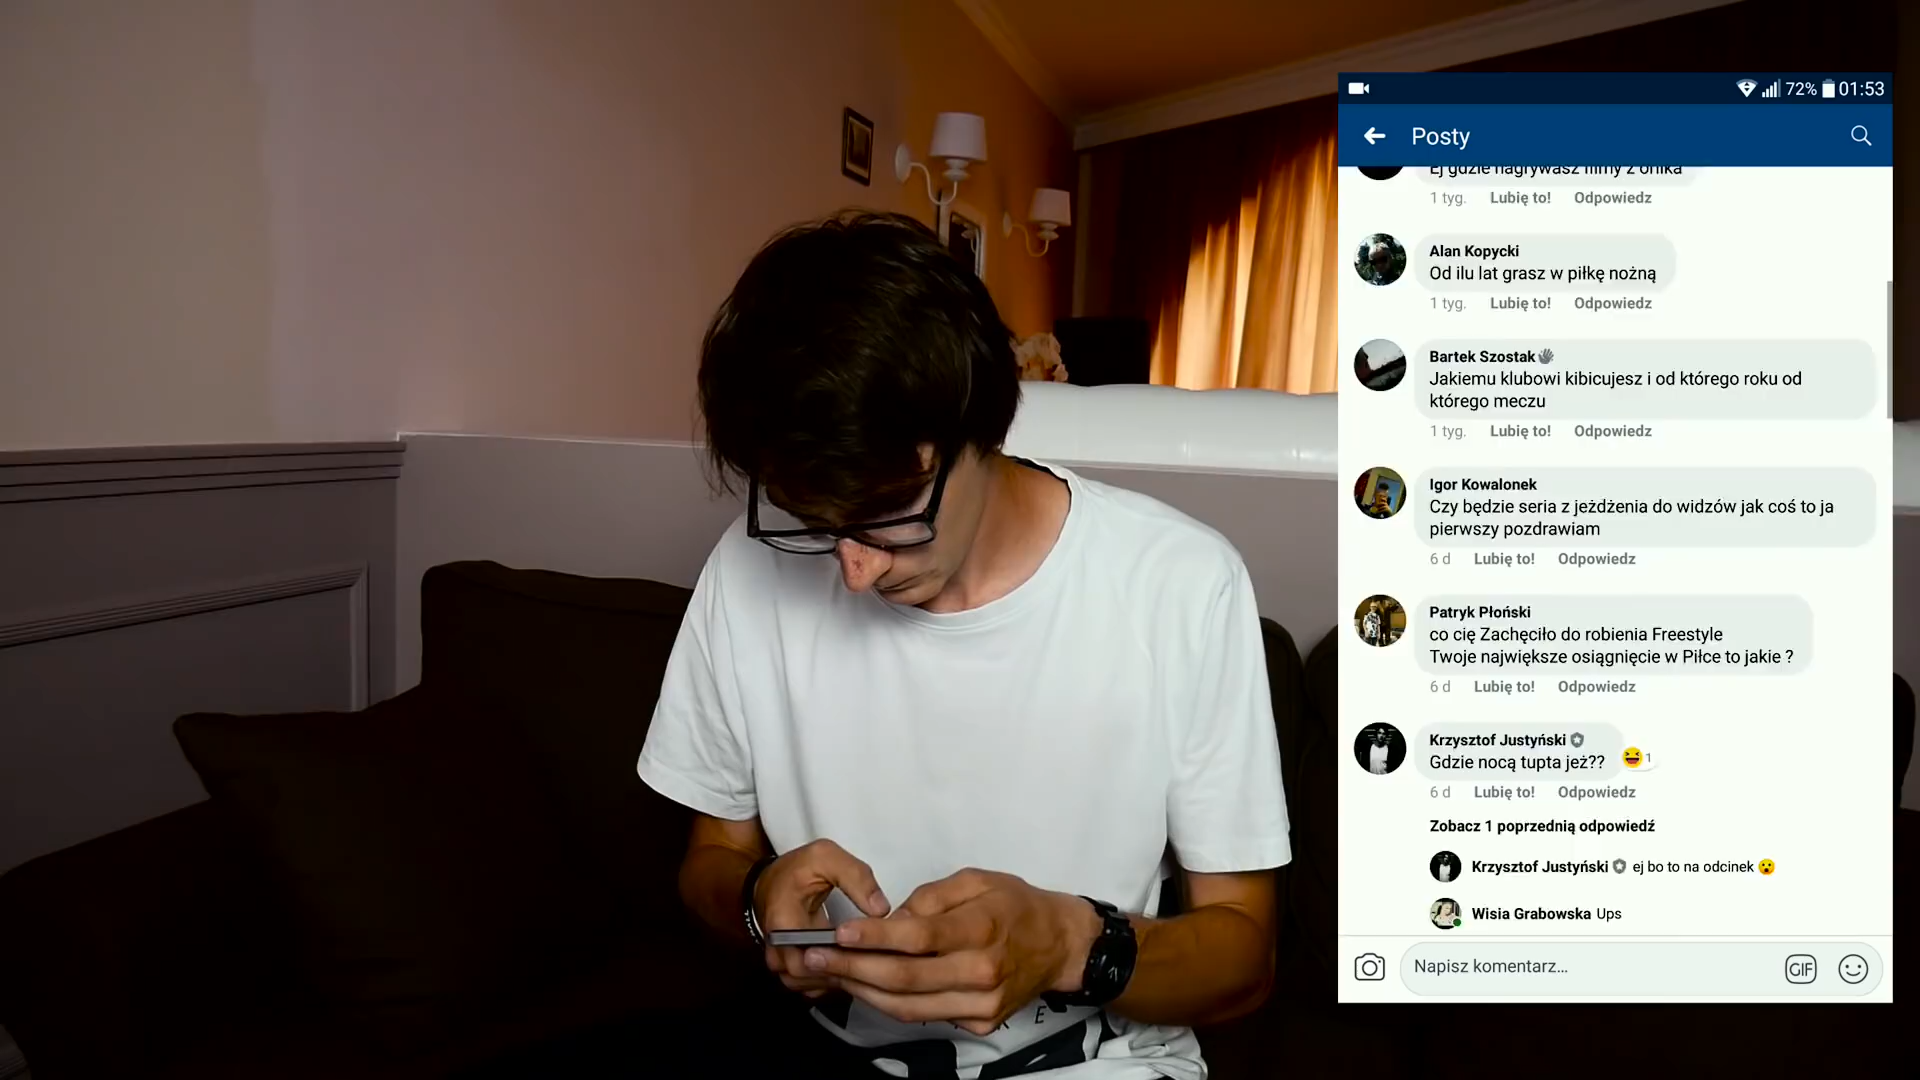 72% 01:53
Posty
Ej gdzie nagrywasz filmy z orlika
1 tyg. Lubię to! Odpowiedz
Alan Kopycki
Od ilu lat grasz w piłkę nożną
1 tyg. Lubię to! Odpowiedz
Bartek Szostak
Jakiemu klubowi kibicujesz i od którego roku od
którego meczu
1 tyg. Lubię to! Odpowiedz
Igor Kowalonek
Czy będzie seria z jeżdżenia do widzów jak coś to ja
pierwszy pozdrawiam
6 d Lubię to! Odpowiedz
Patryk Płoński
co cię Zachęciło do robienia Freestyle
Twoje największe osiągnięcie w Piłce to jakie ?
6 d Lubię to! Odpowiedz
Krzysztof Justyński
Gdzie nocą tupta jeż?? 😆 1
6 d Lubię to! Odpowiedz
Zobacz 1 poprzednią odpowiedź
Krzysztof Justyński ej bo to na odcinek 😮
Wisia Grabowska Ups
Napisz komentarz... GIF